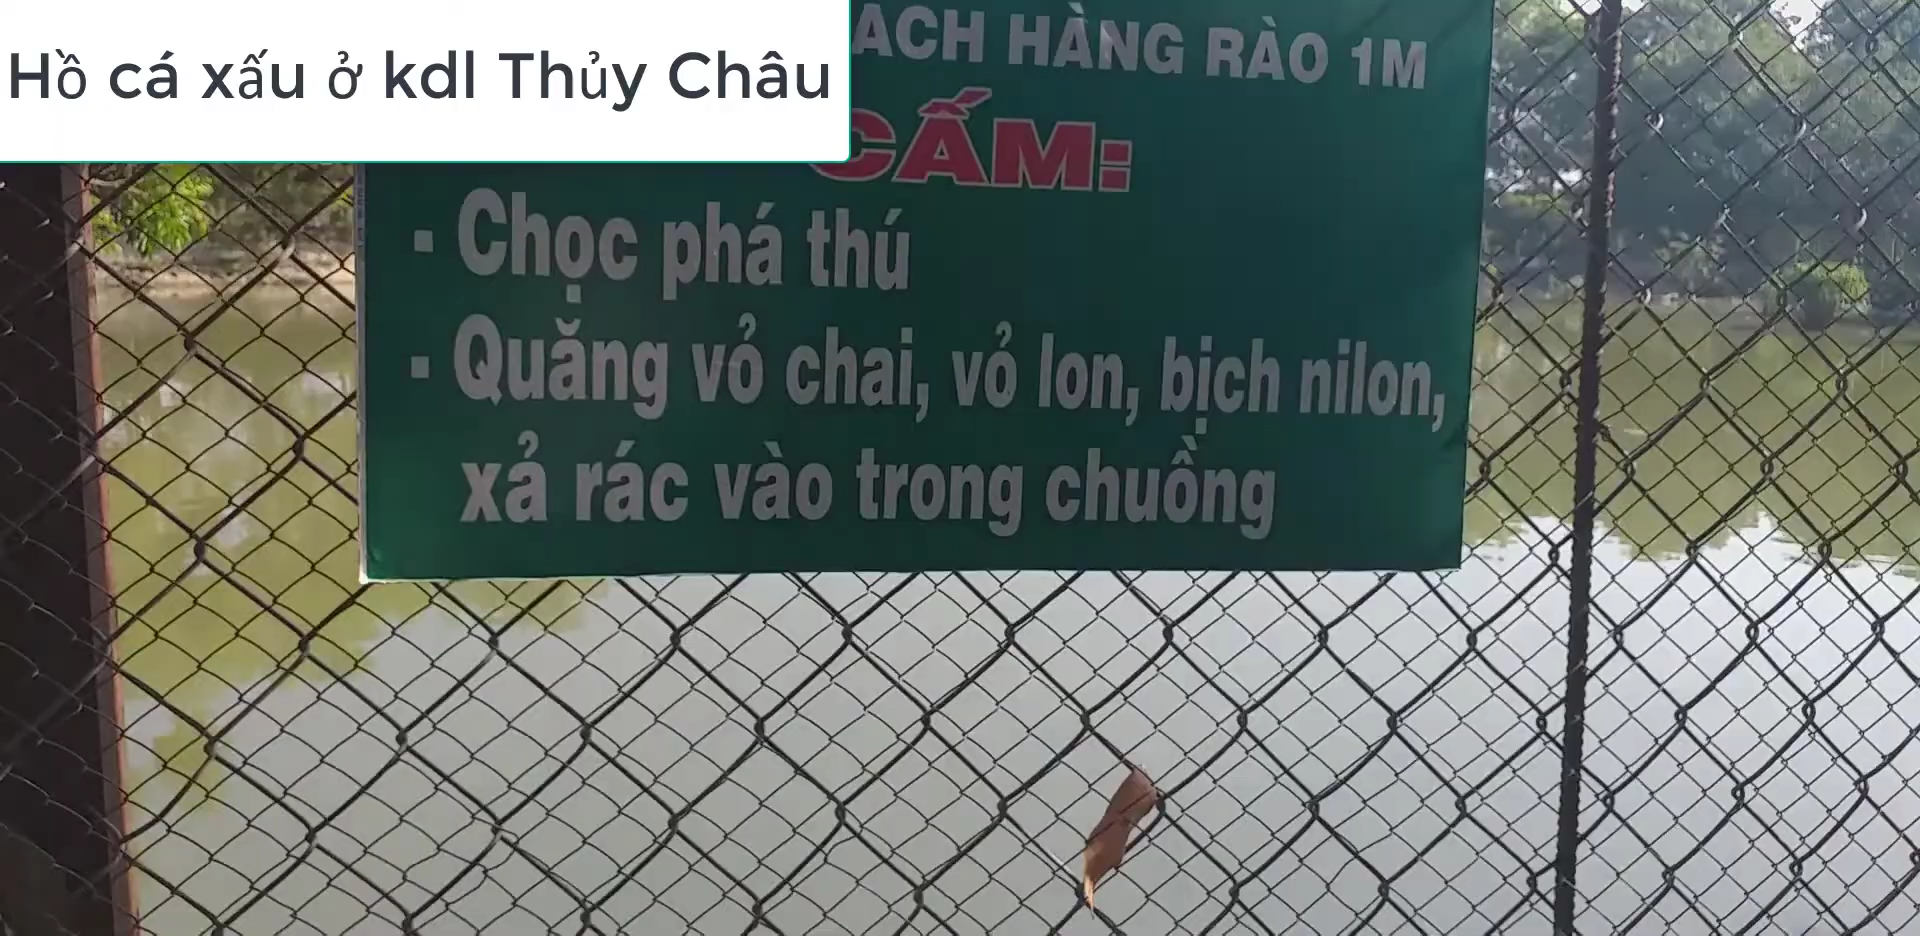 Hồ cá xấu ở kdl Thủy Châu
HÀNG RÀO 1M
CẤM:
- Chọc phá thú
- Quăng vỏ chai, vỏ lon, bịch nilon,
xả rác vào trong chuồng